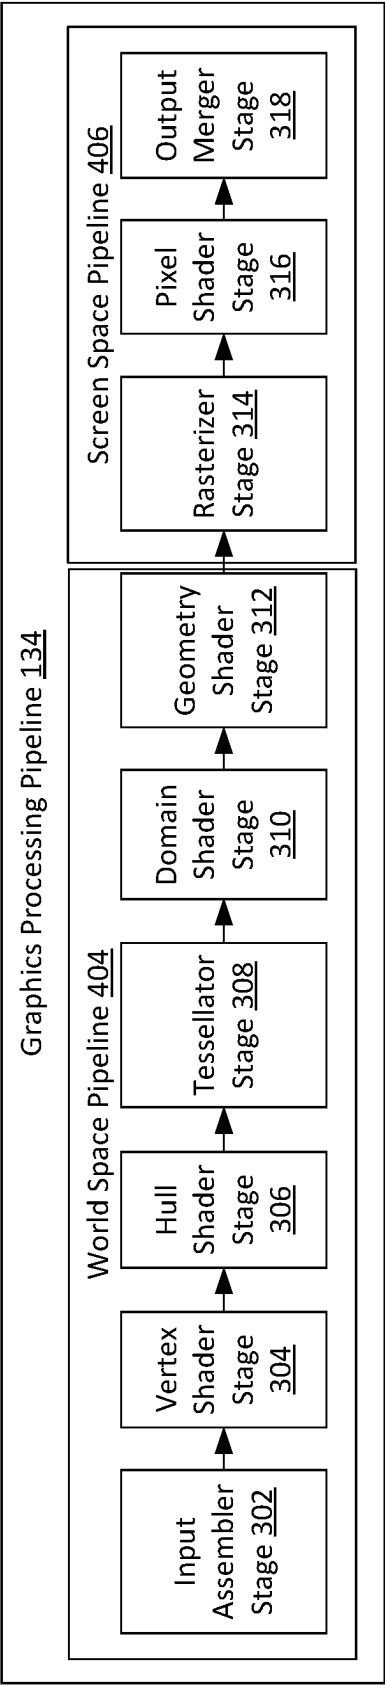 Graphics Processing Pipeline 134
World Space Pipeline 404
Input
Assembler
Stage 302
Vertex
Shader
Stage
304
Hull
Shader
Stage
306
Tessellator
Stage 308
Domain
Shader
Stage
310
Geometry
Shader
Stage 312
Screen Space Pipeline 406
Rasterizer
Stage 314
Pixel
Shader
Stage
316
Output
Merger
Stage
318